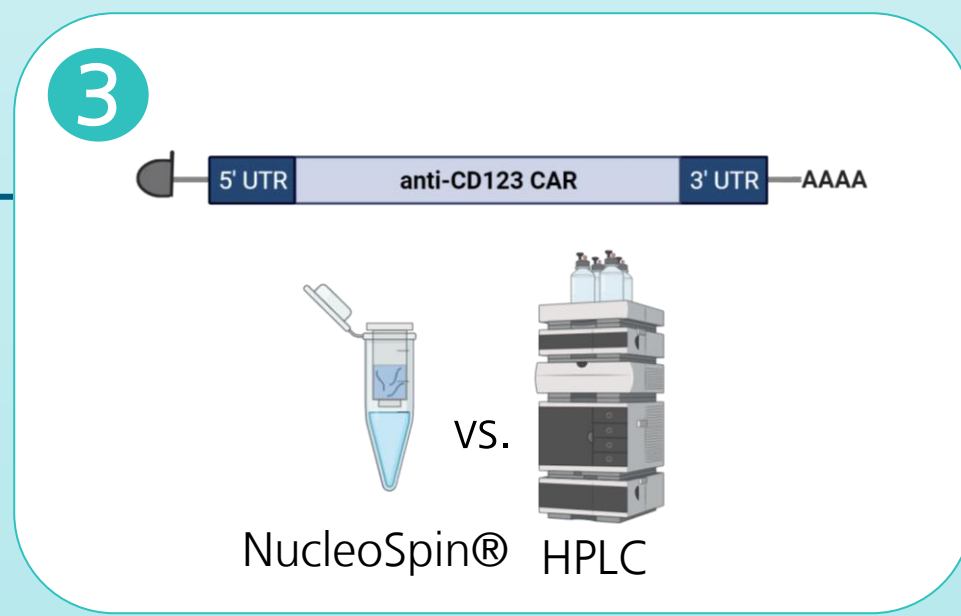 3
5' UTR anti-CD123 CAR 3' UTR AAAA
vs.
NucleoSpin® HPLC